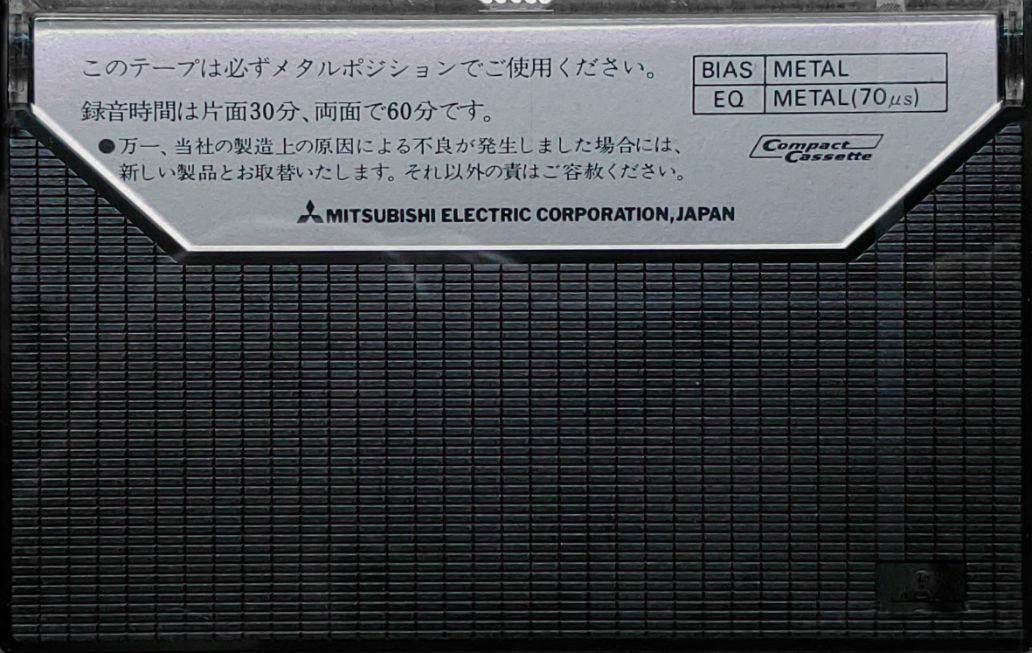 このテープは必ずメタルポジションでご使用ください。
録音時間は片面30分、両面で60分です。
●万一、当社の製造上の原因による不良が発生しました場合には、
新しい製品とお取替いたします。それ以外の責はご容赦ください。
BIAS METAL
EQ METAL(70μs)
Compact
Cassette
MITSUBISHI ELECTRIC CORPORATION,JAPAN